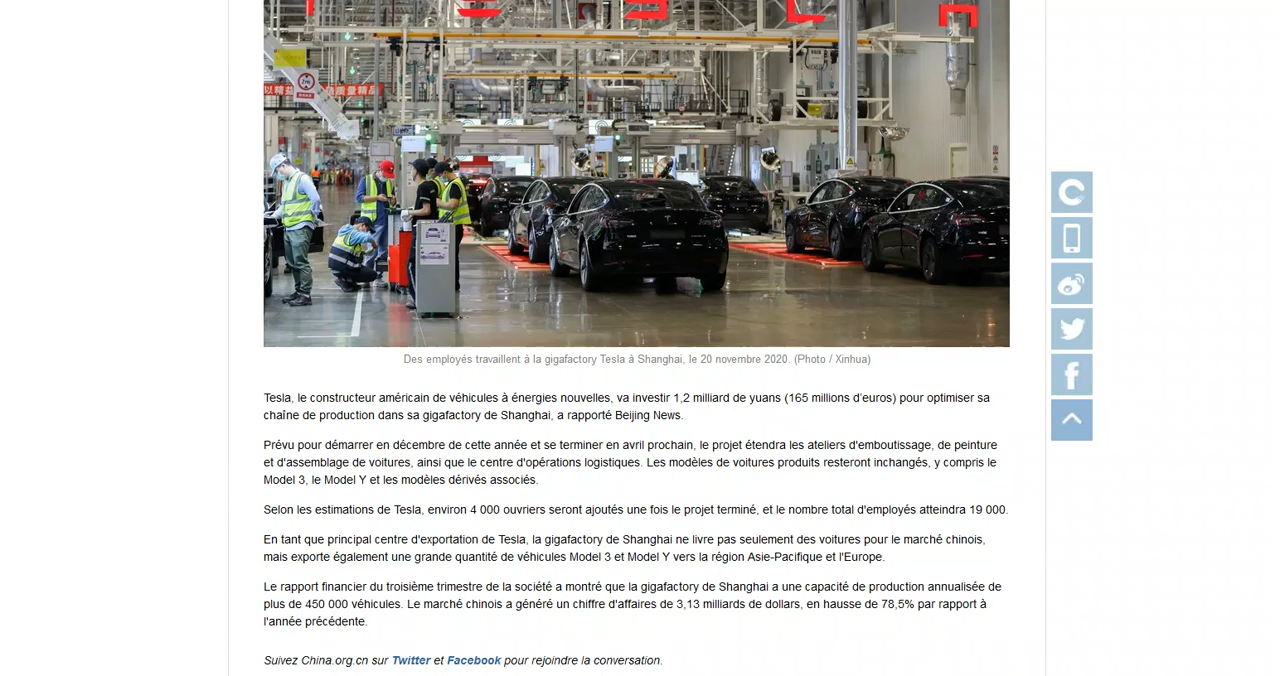 Des employés travaillent à la gigafactory Tesla à Shanghai, le 20 novembre 2020. (Photo / Xinhua)
Tesla, le constructeur américain de véhicules à énergies nouvelles, va investir 1,2 milliard de yuans (165 millions d'euros) pour optimiser sa
chaîne de production dans sa gigafactory de Shanghai, a rapporté Beijing News.
Prévu pour démarrer en décembre de cette année et se terminer en avril prochain, le projet étendra les ateliers d'emboutissage, de peinture
et d'assemblage de voitures, ainsi que le centre d'opérations logistiques. Les modèles de voitures produits resteront inchangés, y compris le
Model 3, le Model Y et les modèles dérivés associés.
Selon les estimations de Tesla, environ 4 000 ouvriers seront ajoutés une fois le projet terminé, et le nombre total d'employés atteindra 19 000.
En tant que principal centre d'exportation de Tesla, la gigafactory de Shanghai ne livre pas seulement des voitures pour le marché chinois,
mais exporte également une grande quantité de véhicules Model 3 et Model Y vers la région Asie-Pacifique et l'Europe.
Le rapport financier du troisième trimestre de la société a montré que la gigafactory de Shanghai a une capacité de production annualisée de
plus de 450 000 véhicules. Le marché chinois a généré un chiffre d'affaires de 3,13 milliards de dollars, en hausse de 78,5% par rapport à
l'année précédente.
Suivez China.org.cn sur Twitter et Facebook pour rejoindre la conversation.